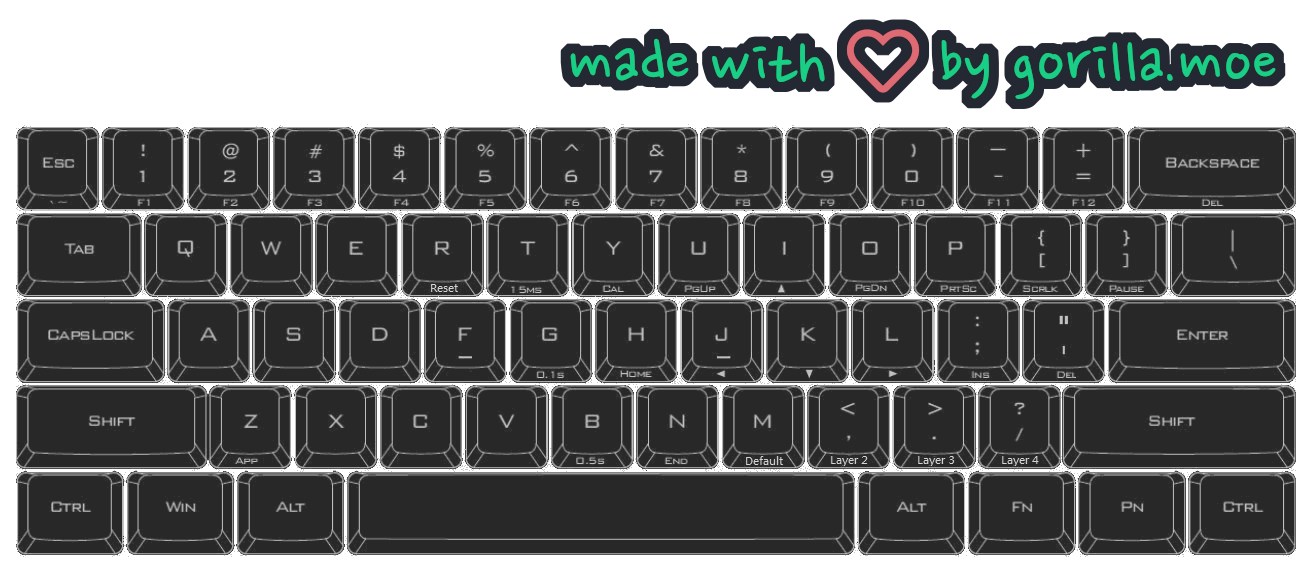 made with by gorilla.moe
! @ # $ % ^ & * ( ) — +
Esc 1 2 3 4 5 6 7 8 9 0 - = Backspace
` ~ F1 F2 F3 F4 F5 F6 F7 F8 F9 F10 F11 F12 Del
{ } |
Tab Q W E R T Y U I O P [ ] \
Reset 15ms Cal PgUp ▲ PgDn PrtSc Scrlk Pause
: "
CapsLock A S D F G H J K L ; ' Enter
0.1s Home ◄ ▼ ► Ins Del
< > ?
Shift Z X C V B N M , . / Shift
App 0.5s End Default Layer 2 Layer 3 Layer 4
Ctrl Win Alt Alt Fn Pn Ctrl